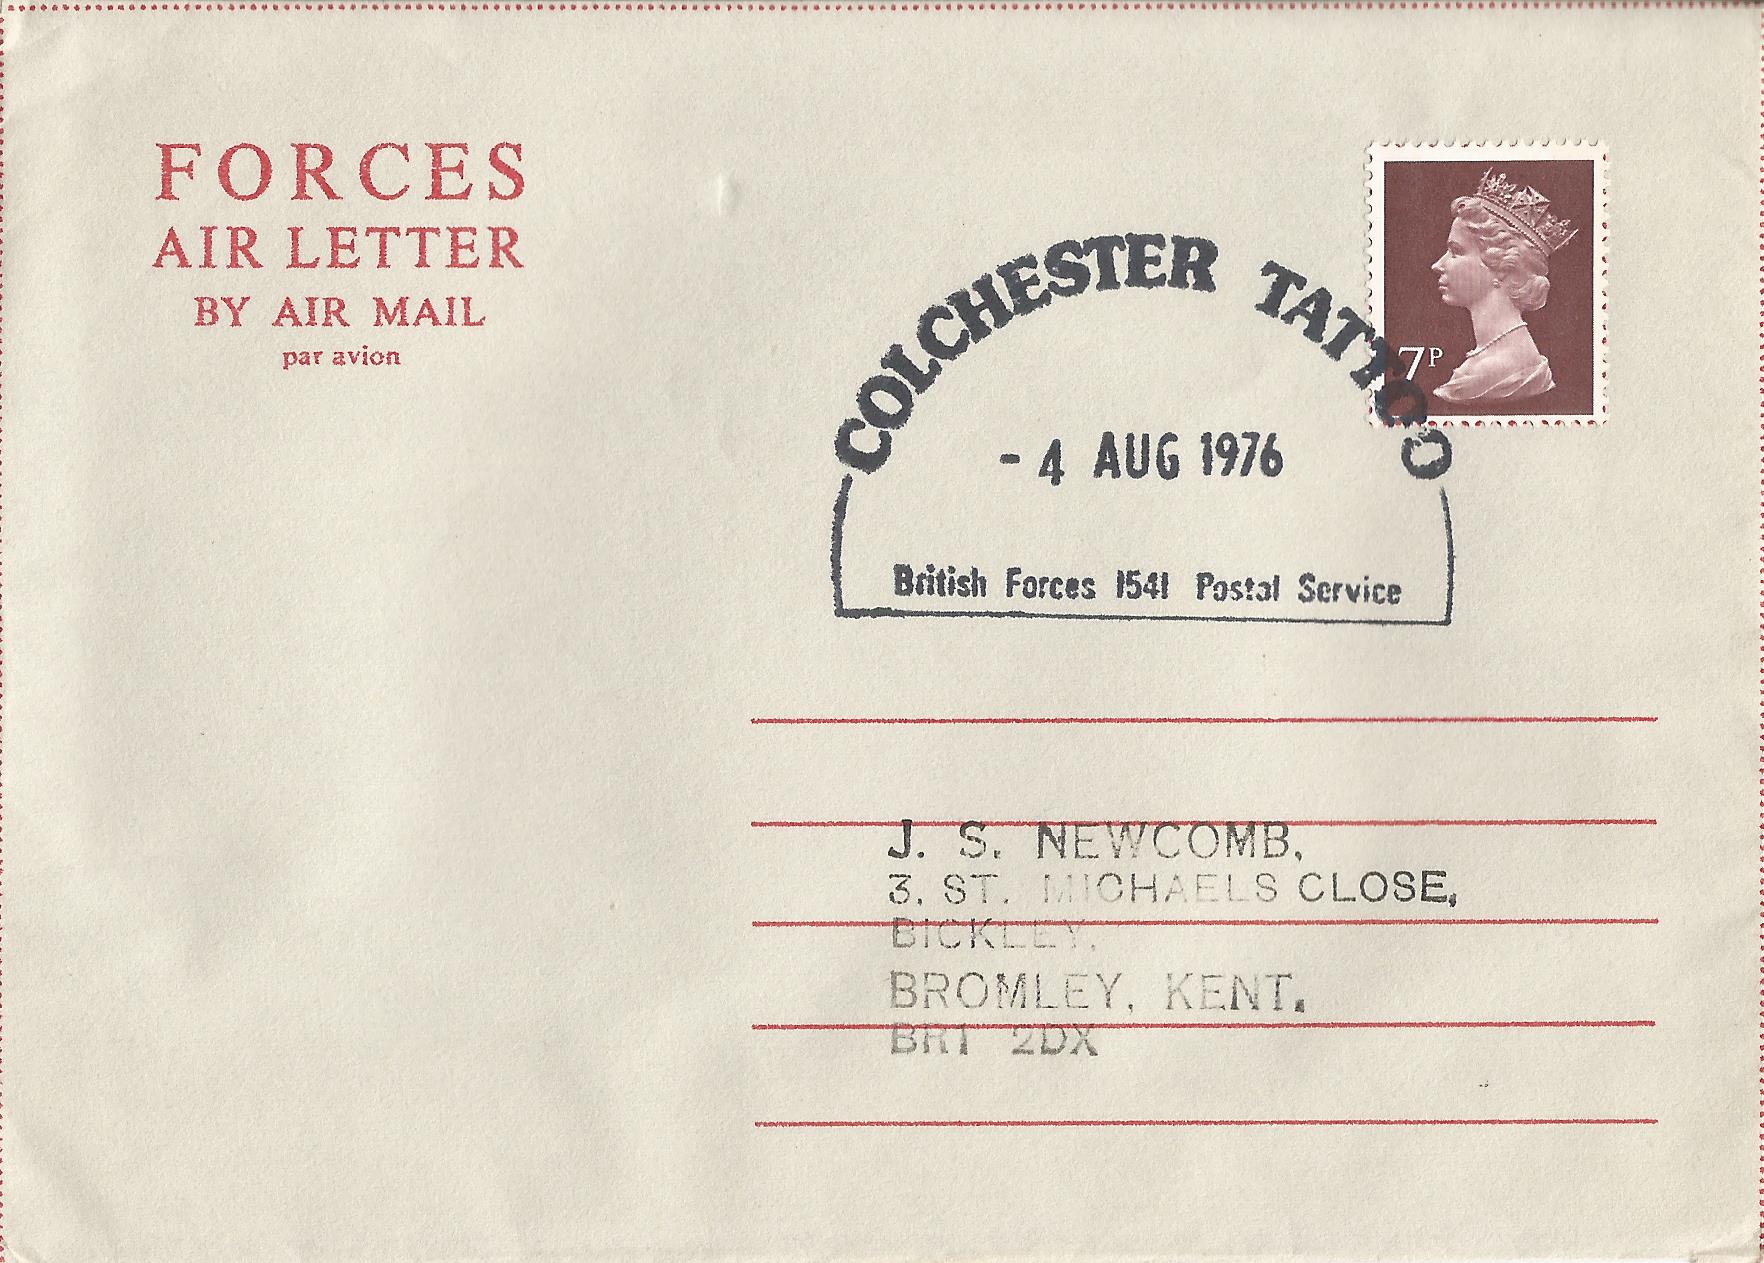 FORCES
AIR LETTER
BY AIR MAIL
par avion
COLCHESTER TATTOO
- 4 AUG 1976
British Forces 1541 Postal Service
7P
J. S. NEWCOMB,
3, ST. MICHAELS CLOSE,
BICKLEY,
BROMLEY, KENT.
BR1 2DX